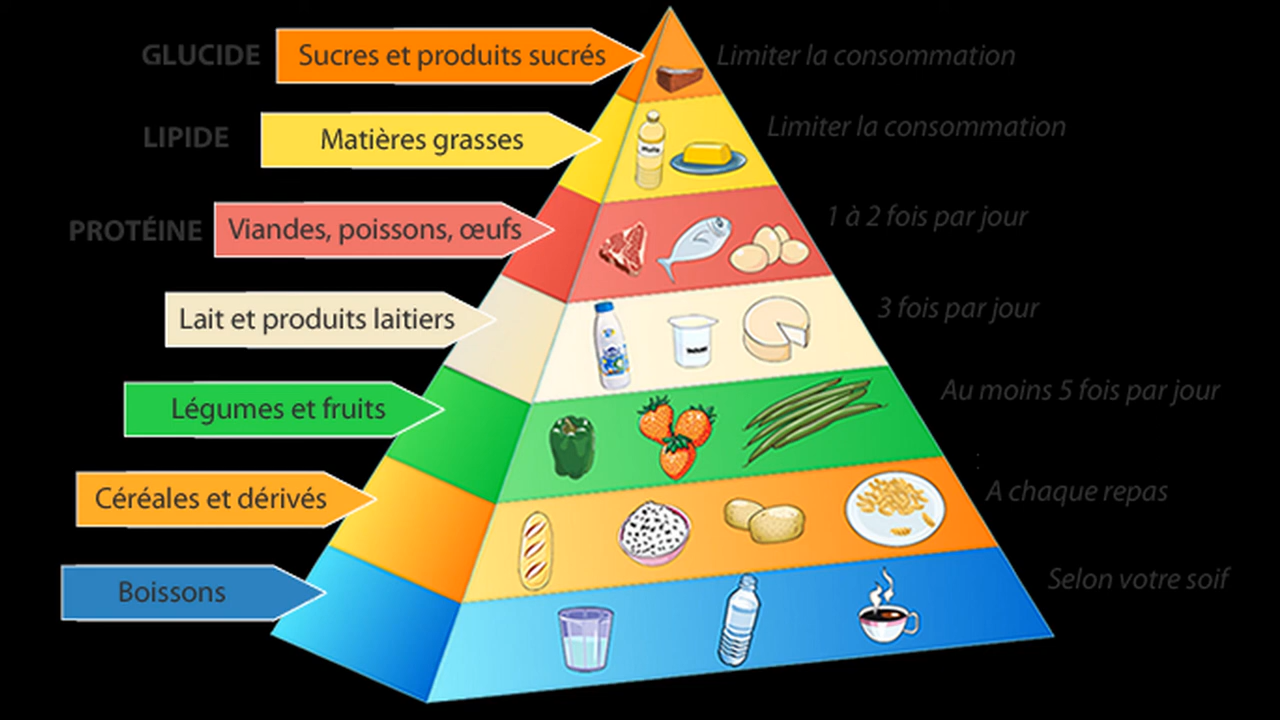 GLUCIDE Sucres et produits sucrés Limiter la consommation
LIPIDE Matières grasses Limiter la consommation
PROTÉINE Viandes, poissons, œufs 1 à 2 fois par jour
Lait et produits laitiers 3 fois par jour
Légumes et fruits Au moins 5 fois par jour
:
Céréales et dérivés A chaque repas
Boissons Selon votre soif